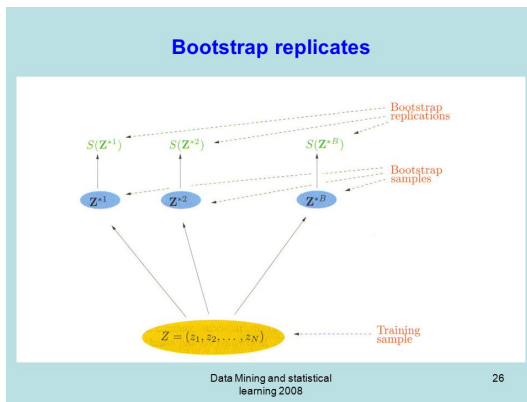 Bootstrap replicates
Bootstrap
replications
S(Z*1) S(Z*2) S(Z*B)
Bootstrap
samples
Z*1 Z*2 Z*B
Z = (z1, z2, . . . , zN)
Training
sample
Data Mining and statistical
learning 2008
26